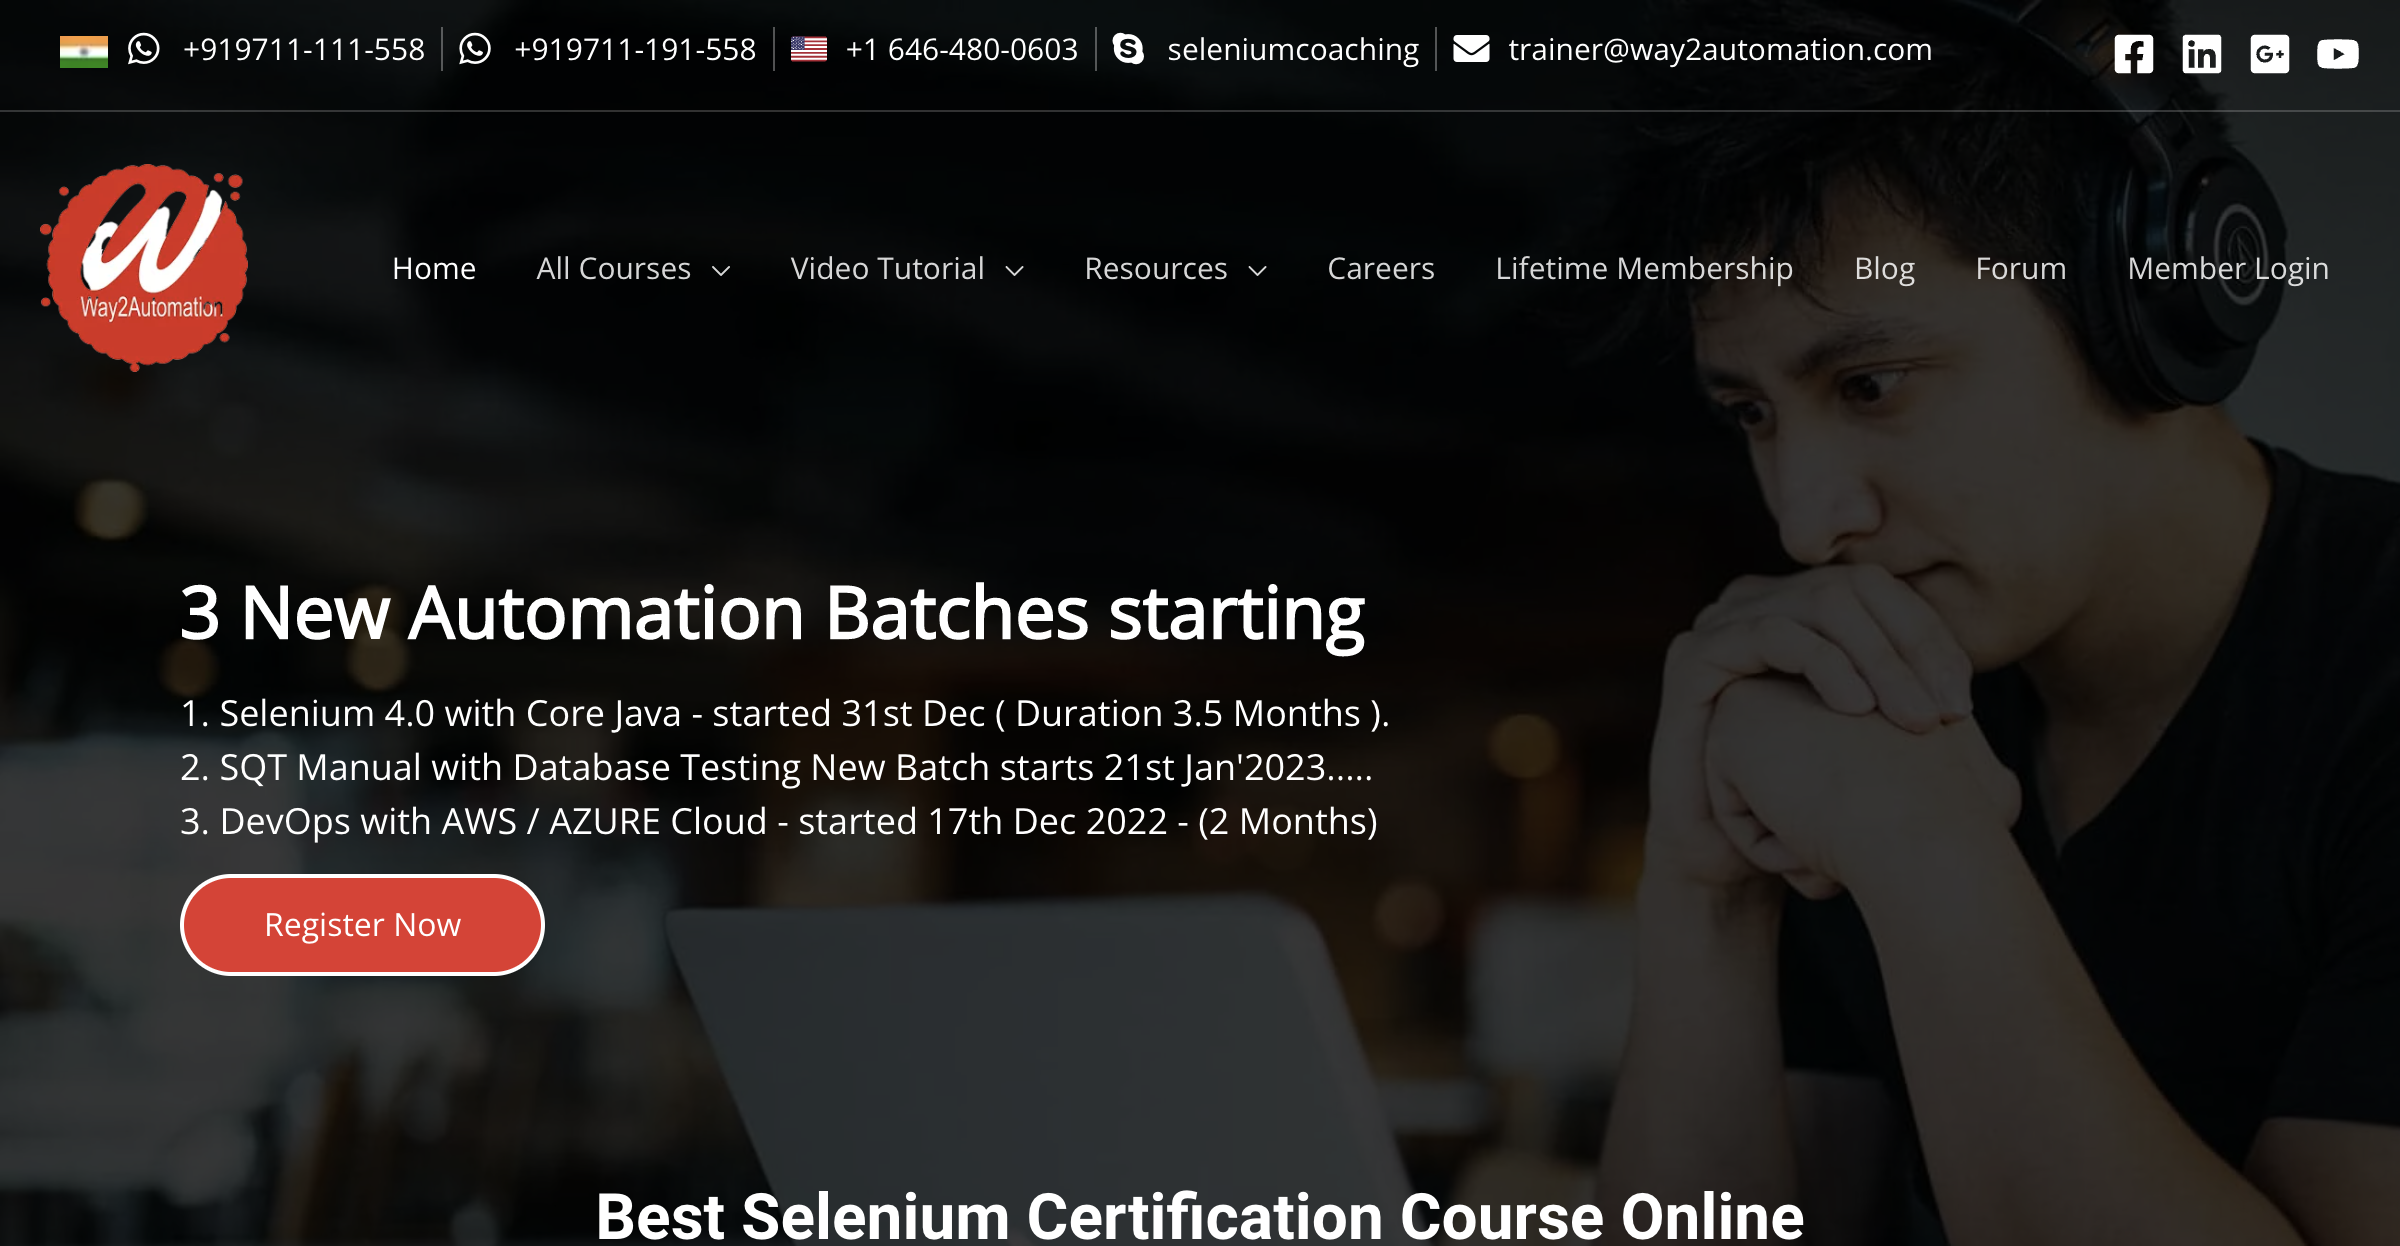 +919711-111-558 +919711-191-558 +1 646-480-0603 seleniumcoaching trainer@way2automation.com
Way2Automation
Home All Courses Video Tutorial Resources Careers Lifetime Membership Blog Forum Member Login
3 New Automation Batches starting
1. Selenium 4.0 with Core Java - started 31st Dec ( Duration 3.5 Months ).
2. SQT Manual with Database Testing New Batch starts 21st Jan'2023.....
3. DevOps with AWS / AZURE Cloud - started 17th Dec 2022 - (2 Months)
Register Now
Best Selenium Certification Course Online